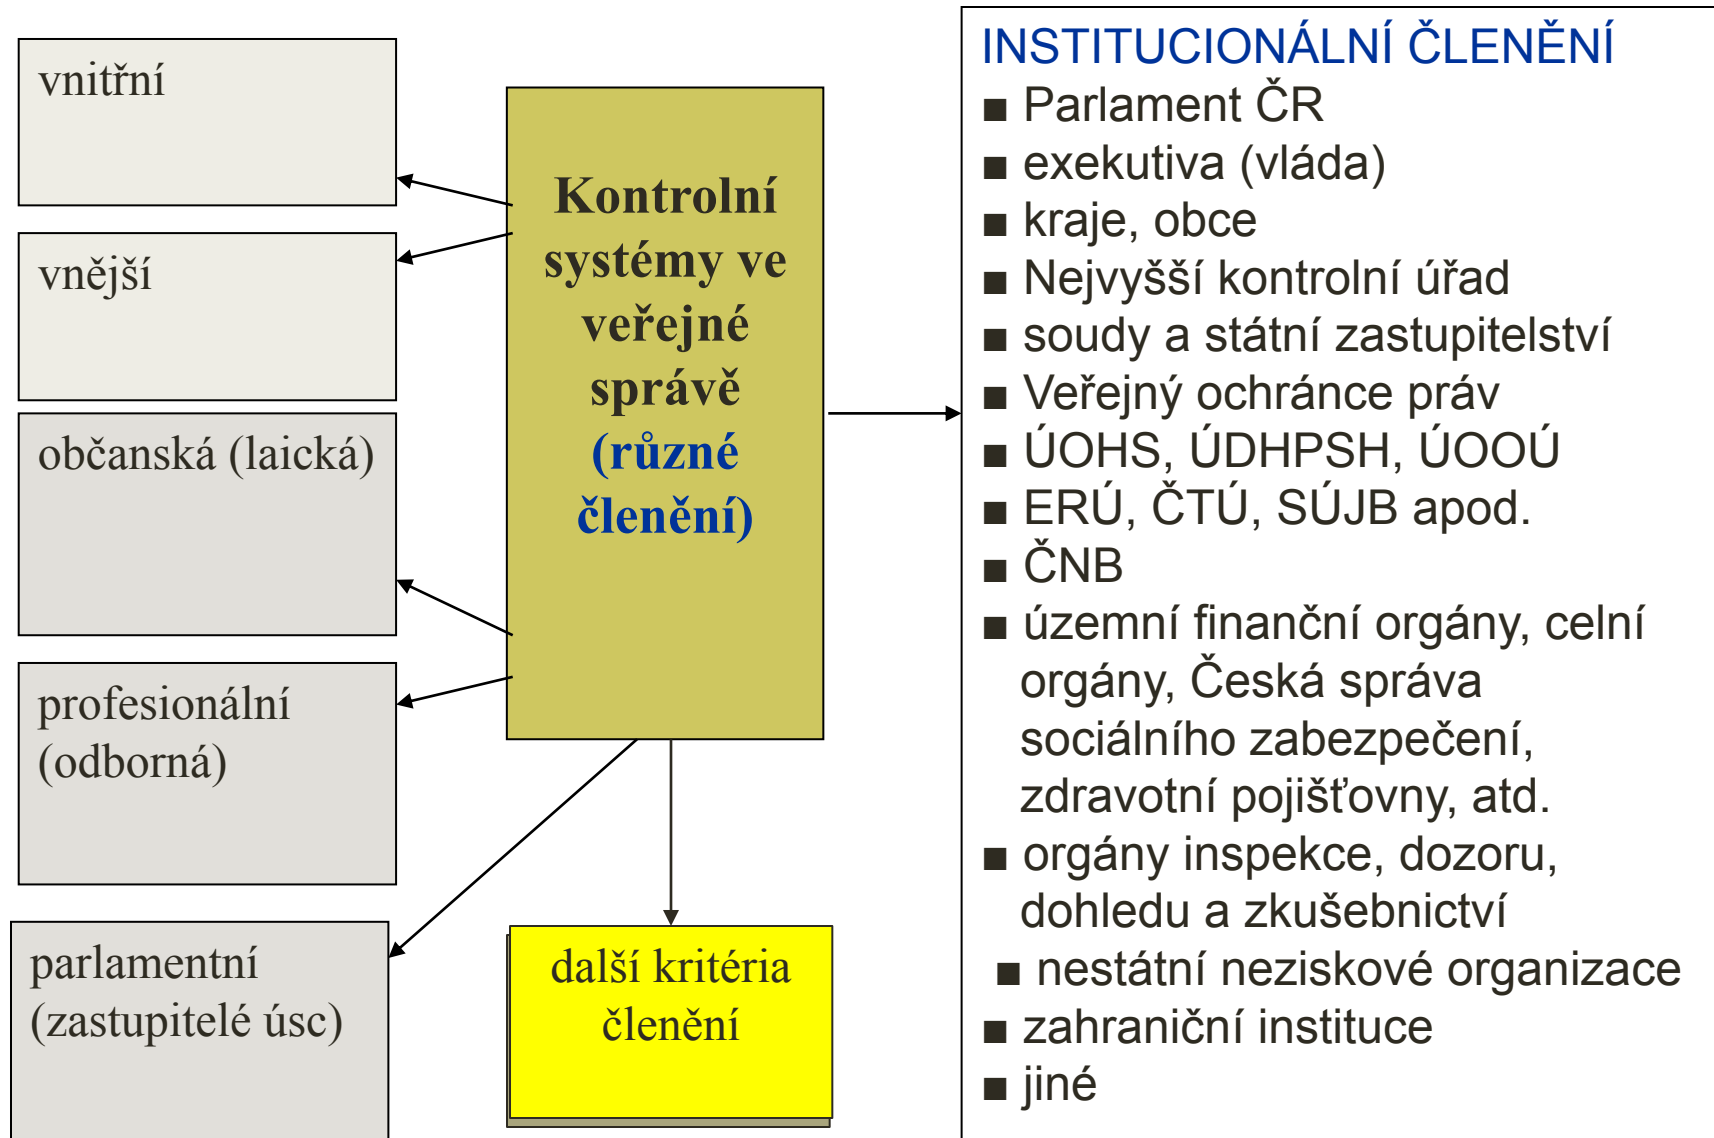 vnitřní
vnější
občanská (laická)
profesionální
(odborná)
parlamentní
(zastupitelé úsc)
Kontrolní
systémy ve
veřejné
správě
(různé
členění)
další kritéria
členění
INSTITUCIONÁLNÍ ČLENĚNÍ
■ Parlament ČR
■ exekutiva (vláda)
■ kraje, obce
■ Nejvyšší kontrolní úřad
■ soudy a státní zastupitelství
■ Veřejný ochránce práv
■ ÚOHS, ÚDHPSH, ÚOOÚ
■ ERÚ, ČTÚ, SÚJB apod.
■ ČNB
■ územní finanční orgány, celní
orgány, Česká správa
sociálního zabezpečení,
zdravotní pojišťovny, atd.
■ orgány inspekce, dozoru,
dohledu a zkušebnictví
■ nestátní neziskové organizace
■ zahraniční instituce
■ jiné